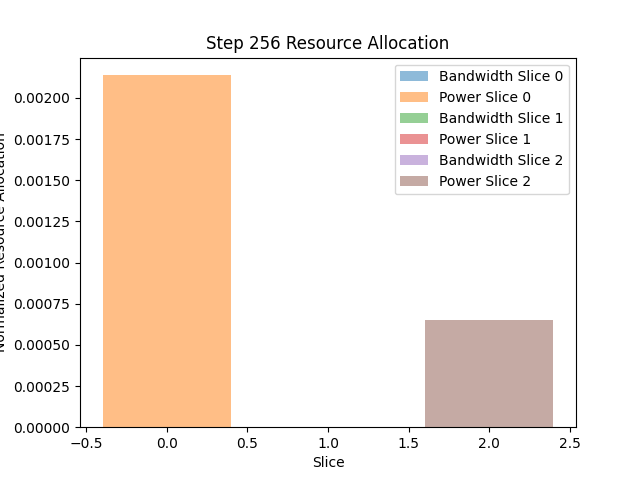 Step 256 Resource Allocation
Normalized Resource Allocation
0.00200
0.00175
0.00150
0.00125
0.00100
0.00075
0.00050
0.00025
0.00000
Bandwidth Slice 0
Power Slice 0
Bandwidth Slice 1
Power Slice 1
Bandwidth Slice 2
Power Slice 2
−0.5 0.0 0.5 1.0 1.5 2.0 2.5
Slice